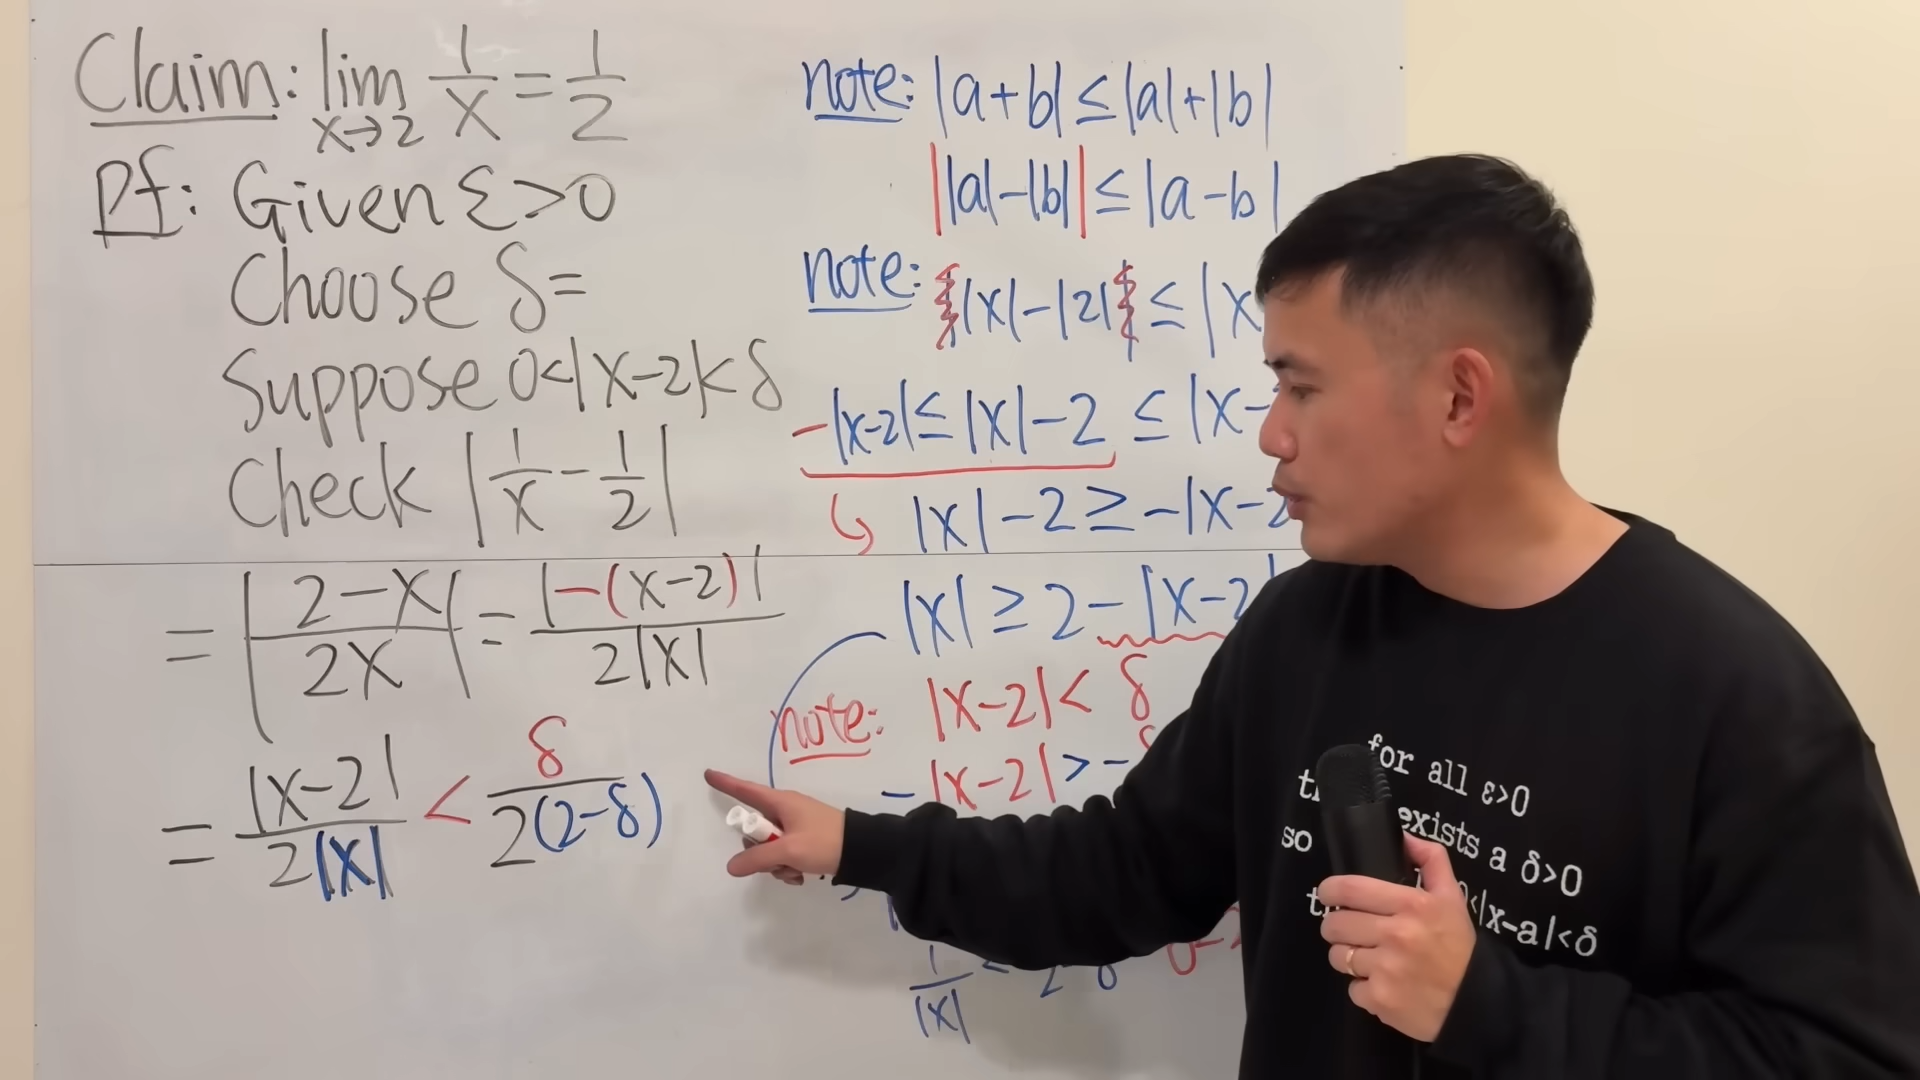 Claim: lim x→2 1/x = 1/2
Pf: Given ε>0
Choose δ=
Suppose 0<|x-2|<δ
Check |1/x - 1/2|
= |2-x / 2x| = |-(x-2)| / 2|x|
= |x-2| / 2|x| < δ / 2(2-δ)
note: |a+b| ≤ |a|+|b|
||a|-|b|| ≤ |a-b|
note: ||x|-|2|| ≤ |x
-|x-2| ≤ |x|-2 ≤ |x-
|x|-2 ≥ -|x-2
|x| ≥ 2-|x-2|
note: |x-2| < δ
-|x-2| > -
1/|x|
for all ε>0
exists a δ>0
so
<|x-a|<δ